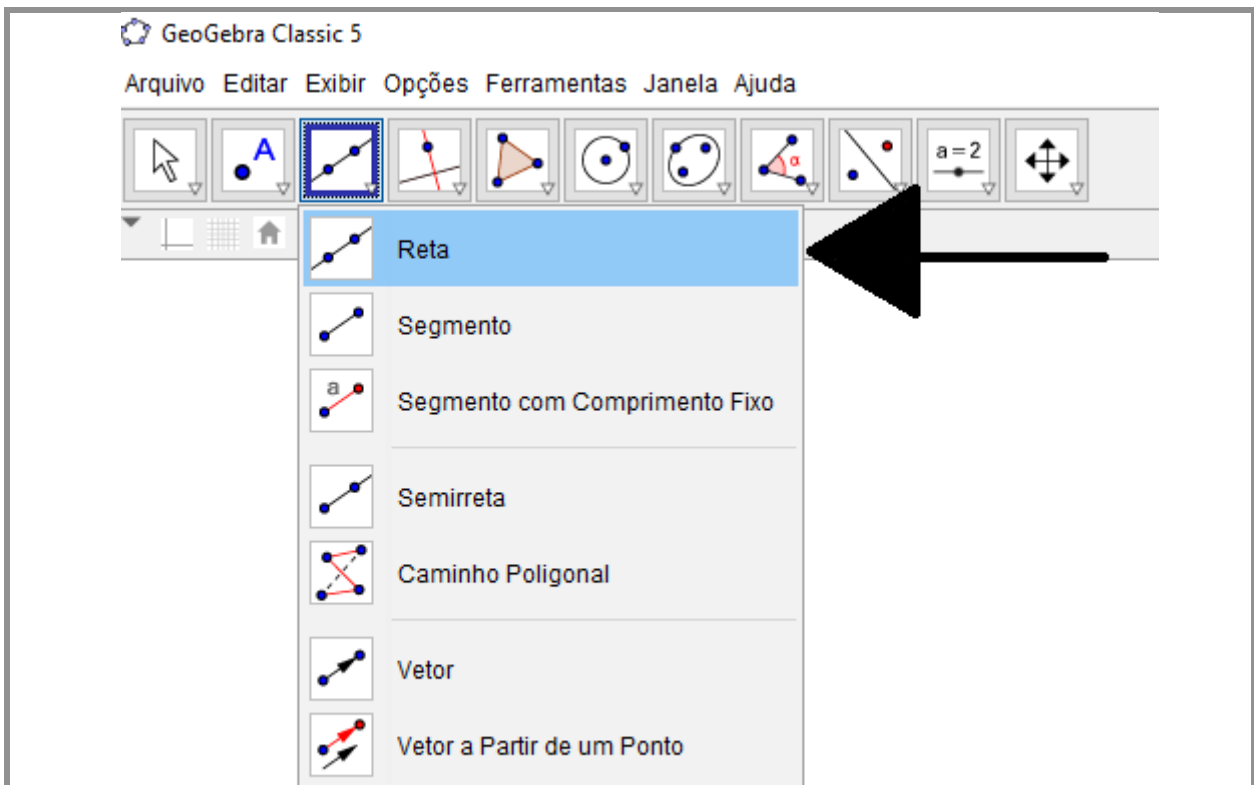 GeoGebra Classic 5
Arquivo Editar Exibir Opções Ferramentas Janela Ajuda
A
α
a = 2
Reta
Segmento
a
Segmento com Comprimento Fixo
Semirreta
Caminho Poligonal
Vetor
Vetor a Partir de um Ponto